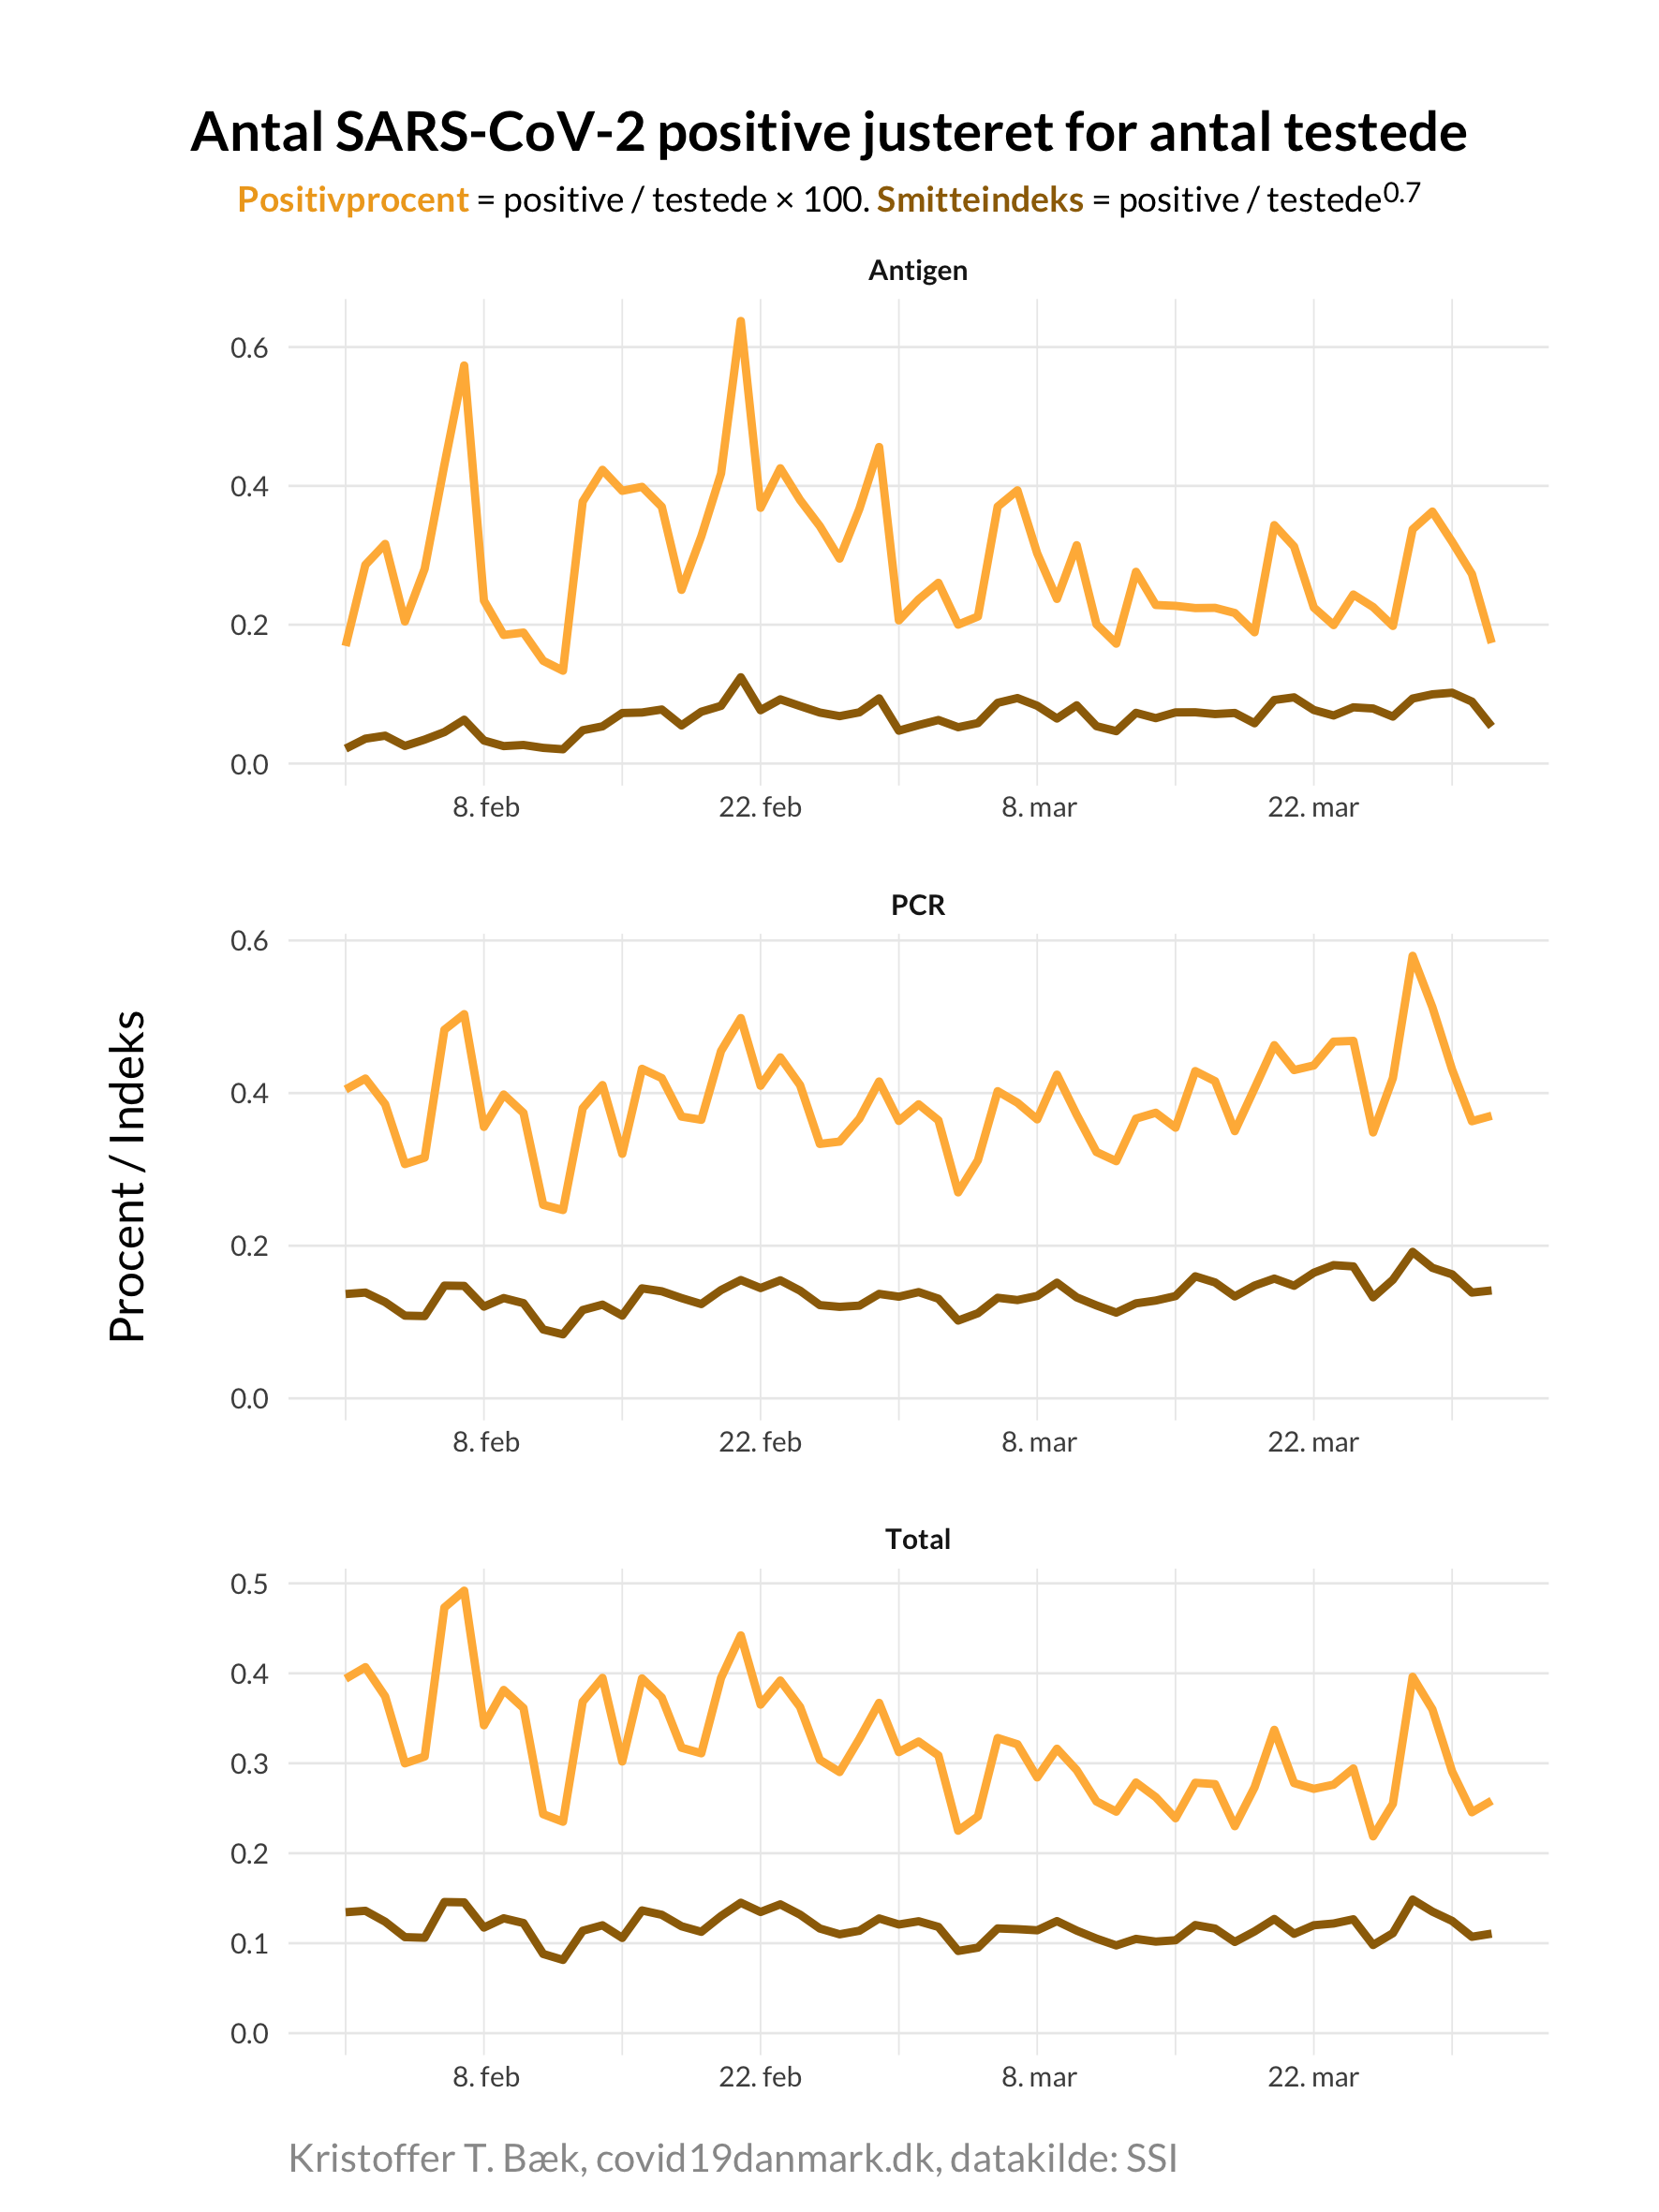 Antal SARS-CoV-2 positive justeret for antal testede
Positivprocent = positive / testede × 100. Smitteindeks = positive / testede^0.7
Antigen
0.6
0.4
0.2
0.0
8. feb 22. feb 8. mar 22. mar
PCR
0.6
0.4
0.2
0.0
8. feb 22. feb 8. mar 22. mar
Procent / Indeks
Total
0.5
0.4
0.3
0.2
0.1
0.0
8. feb 22. feb 8. mar 22. mar
Kristoffer T. Bæk, covid19danmark.dk, datakilde: SSI